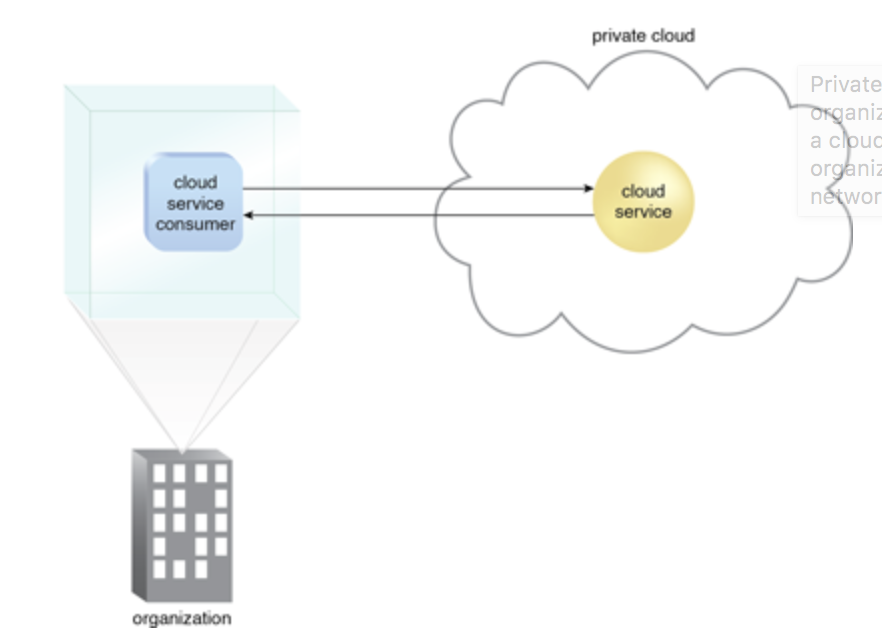 private cloud
Private
organiz
a cloud
organiz
networ
cloud
service
consumer
cloud
service
organization